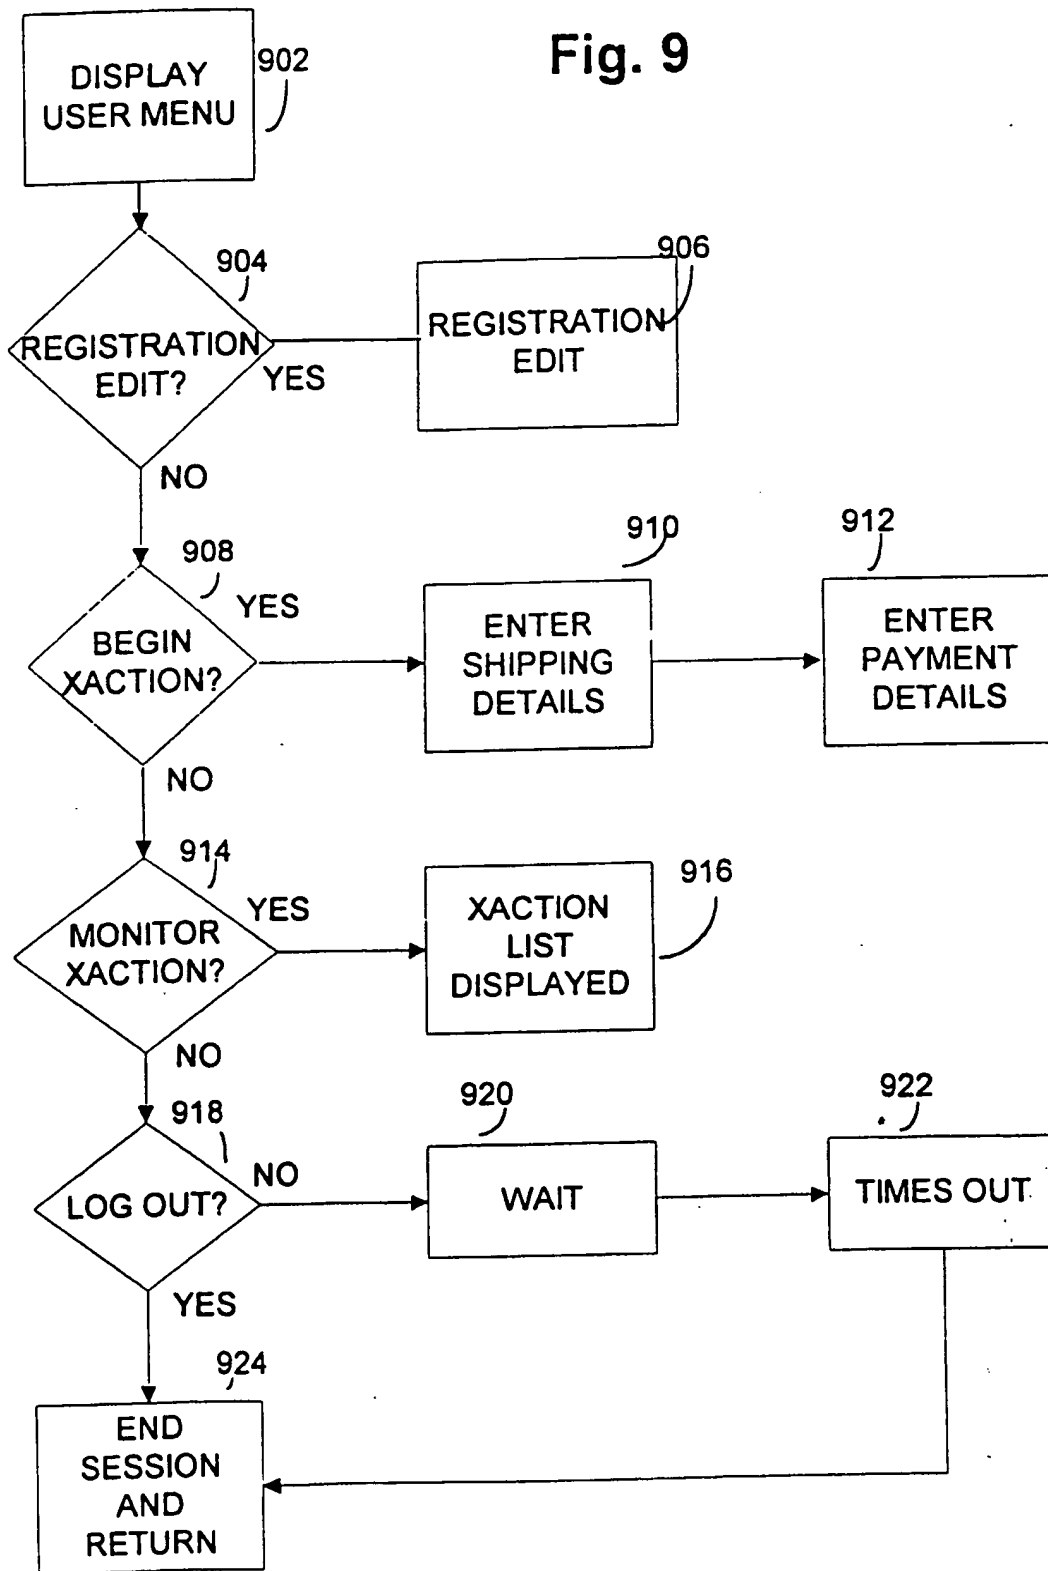 Fig. 9
DISPLAY
USER MENU
902
904
REGISTRATION
EDIT?
YES
NO
906
REGISTRATION
EDIT
908
BEGIN
XACTION?
YES
NO
910
ENTER
SHIPPING
DETAILS
912
ENTER
PAYMENT
DETAILS
914
MONITOR
XACTION?
YES
NO
916
XACTION
LIST
DISPLAYED
918
LOG OUT?
NO
YES
920
WAIT
922
TIMES OUT
924
END
SESSION
AND
RETURN